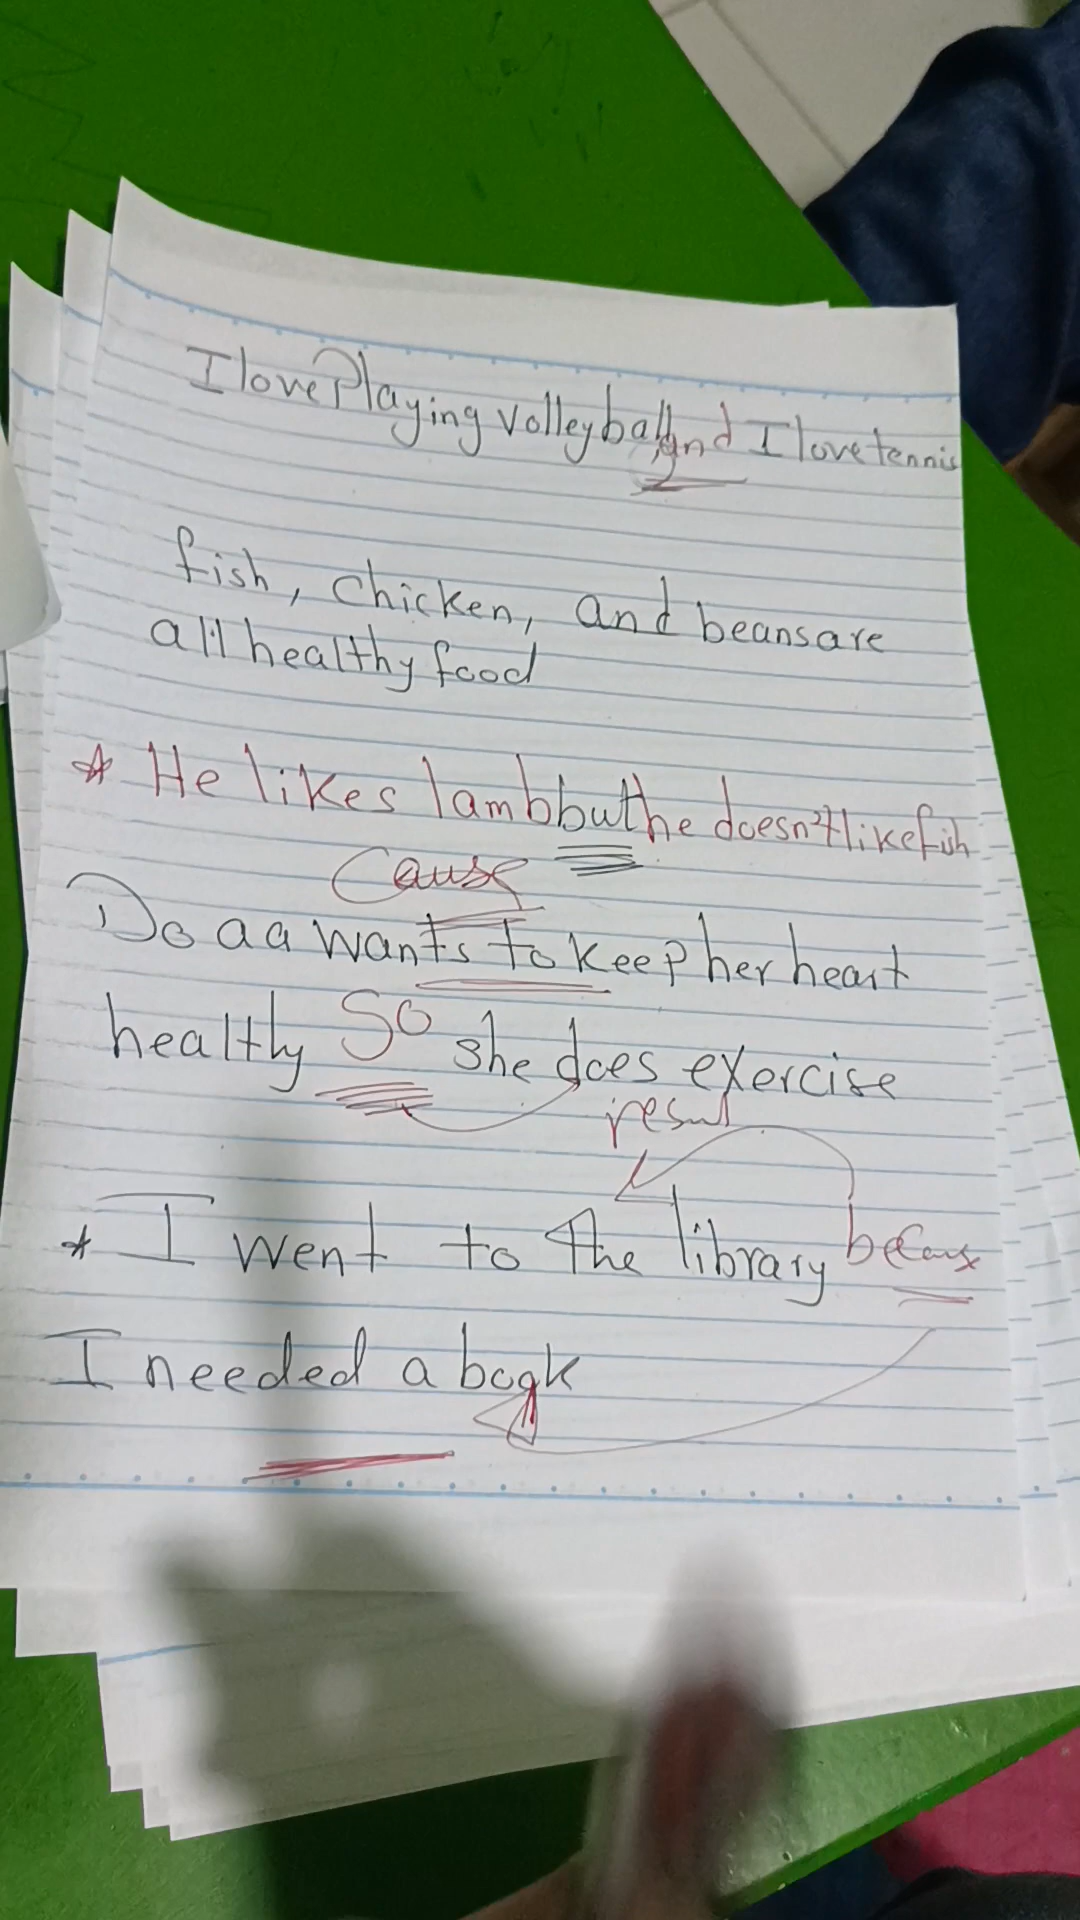 I love Playing volleyball, and I love tennis
fish, chicken, and beans are
all healthy food
* He likes lamb but he doesn't like fish
Cause
Doaa wants to keep her heart
healthy So she does exercise
resul
* I went to the library becaus
I needed a book